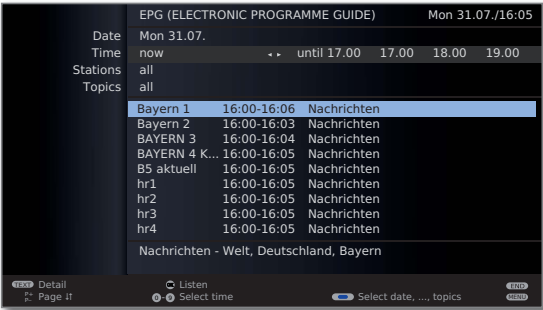 EPG (ELECTRONIC PROGRAMME GUIDE) Mon 31.07./16:05
Date Mon 31.07.
Time now until 17.00 17.00 18.00 19.00
Stations all
Topics all
Bayern 1 16:00-16:06 Nachrichten
Bayern 2 16:00-16:03 Nachrichten
BAYERN 3 16:00-16:04 Nachrichten
BAYERN 4 K... 16:00-16:05 Nachrichten
B5 aktuell 16:00-16:05 Nachrichten
hr1 16:00-16:05 Nachrichten
hr2 16:00-16:05 Nachrichten
hr3 16:00-16:05 Nachrichten
hr4 16:00-16:05 Nachrichten
Nachrichten - Welt, Deutschland, Bayern
TEXT Detail Listen END
P+ P- Page 0-9 Select time Select date, ..., topics MENU